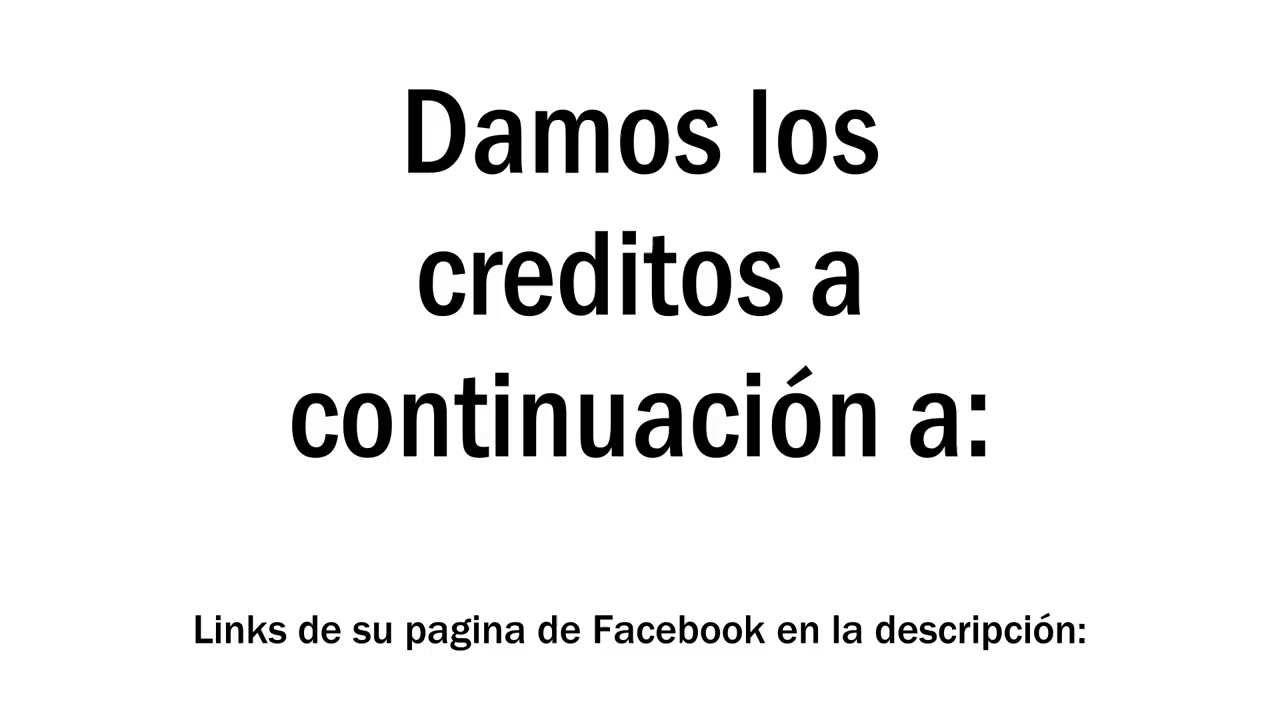 Damos los
creditos a
continuación a:
Links de su pagina de Facebook en la descripción: